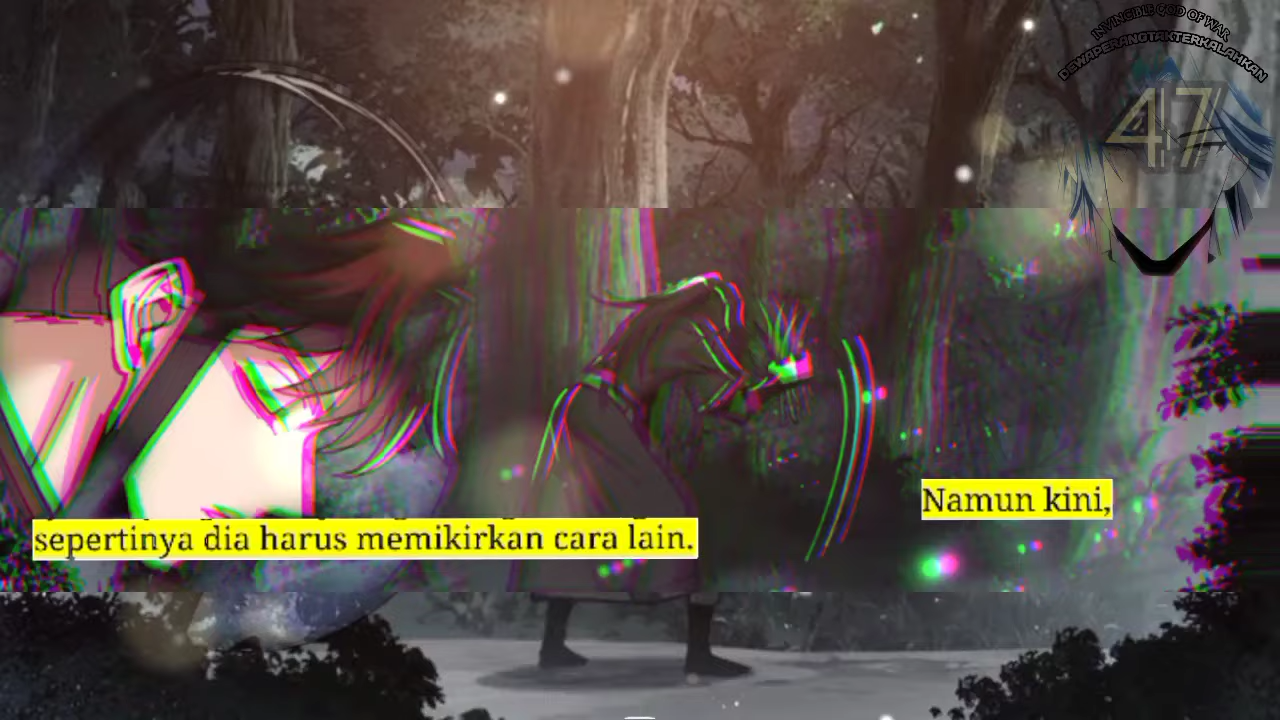 INVINCIBLE GOD OF WAR
DEWAPERANGTAKTERKALAHKAN
47
Namun kini,
sepertinya dia harus memikirkan cara lain.